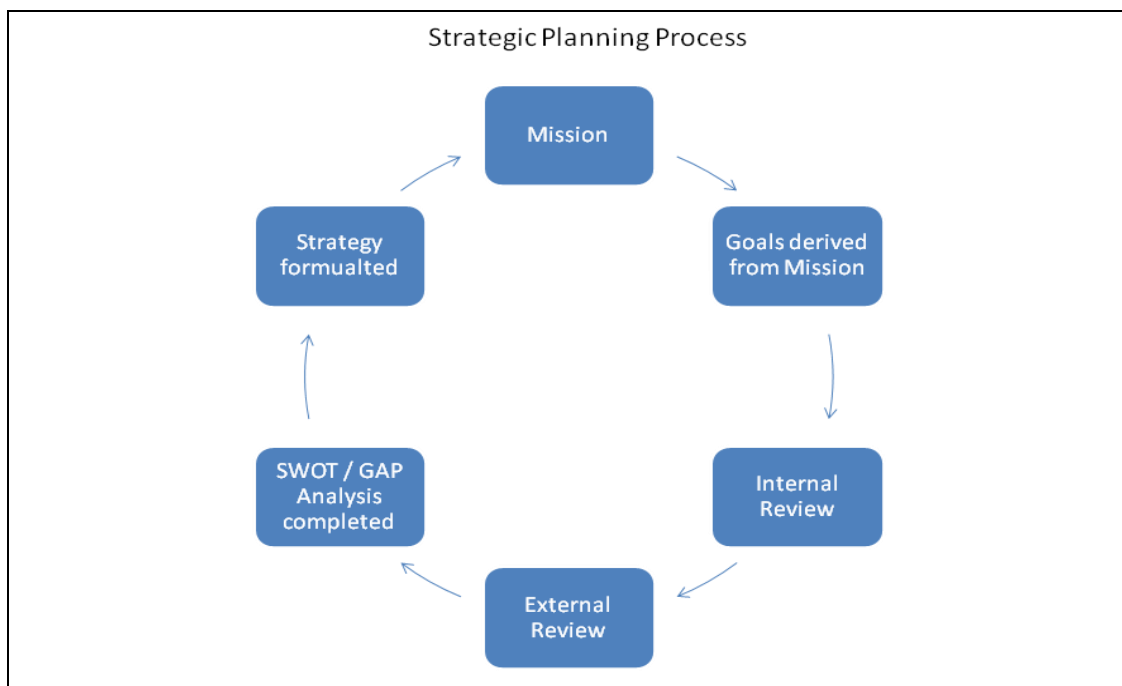 Strategic Planning Process
Mission
Goals derived
from Mission
Internal
Review
External
Review
SWOT / GAP
Analysis
completed
Strategy
formualted